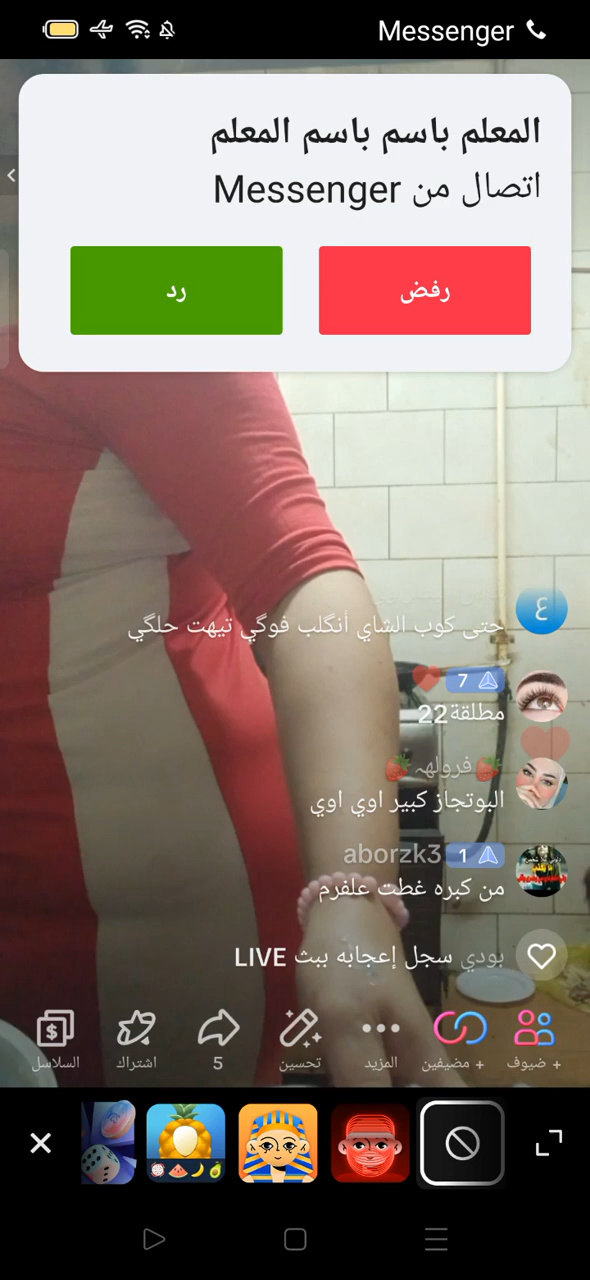 Messenger
المعلم باسم باسم المعلم
اتصال من Messenger
رفض
رد
ع
حتى كوب الشاي أنگلب فوگي تيهت حلگي
7
مطلقة22
فرولهہ
البوتجاز كبير اوي اوي
aborzk3 1
من كبره غطت علفرم
بودي سجل إعجابه ببث LIVE
+ ضيوف
+ مضيفين
المزيد
تحسين
5
اشتراك
السلاسل